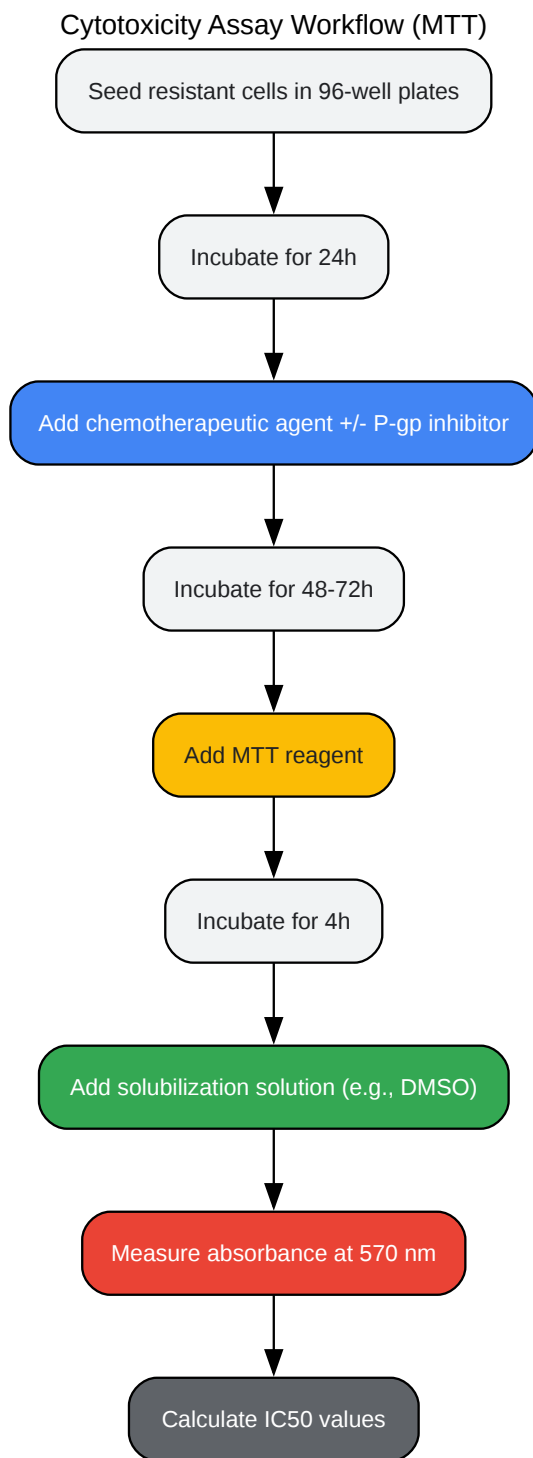 Cytotoxicity Assay Workflow (MTT)
Seed resistant cells in 96-well plates
Incubate for 24h
Add chemotherapeutic agent +/- P-gp inhibitor
Incubate for 48-72h
Add MTT reagent
Incubate for 4h
Add solubilization solution (e.g., DMSO)
Measure absorbance at 570 nm
Calculate IC50 values